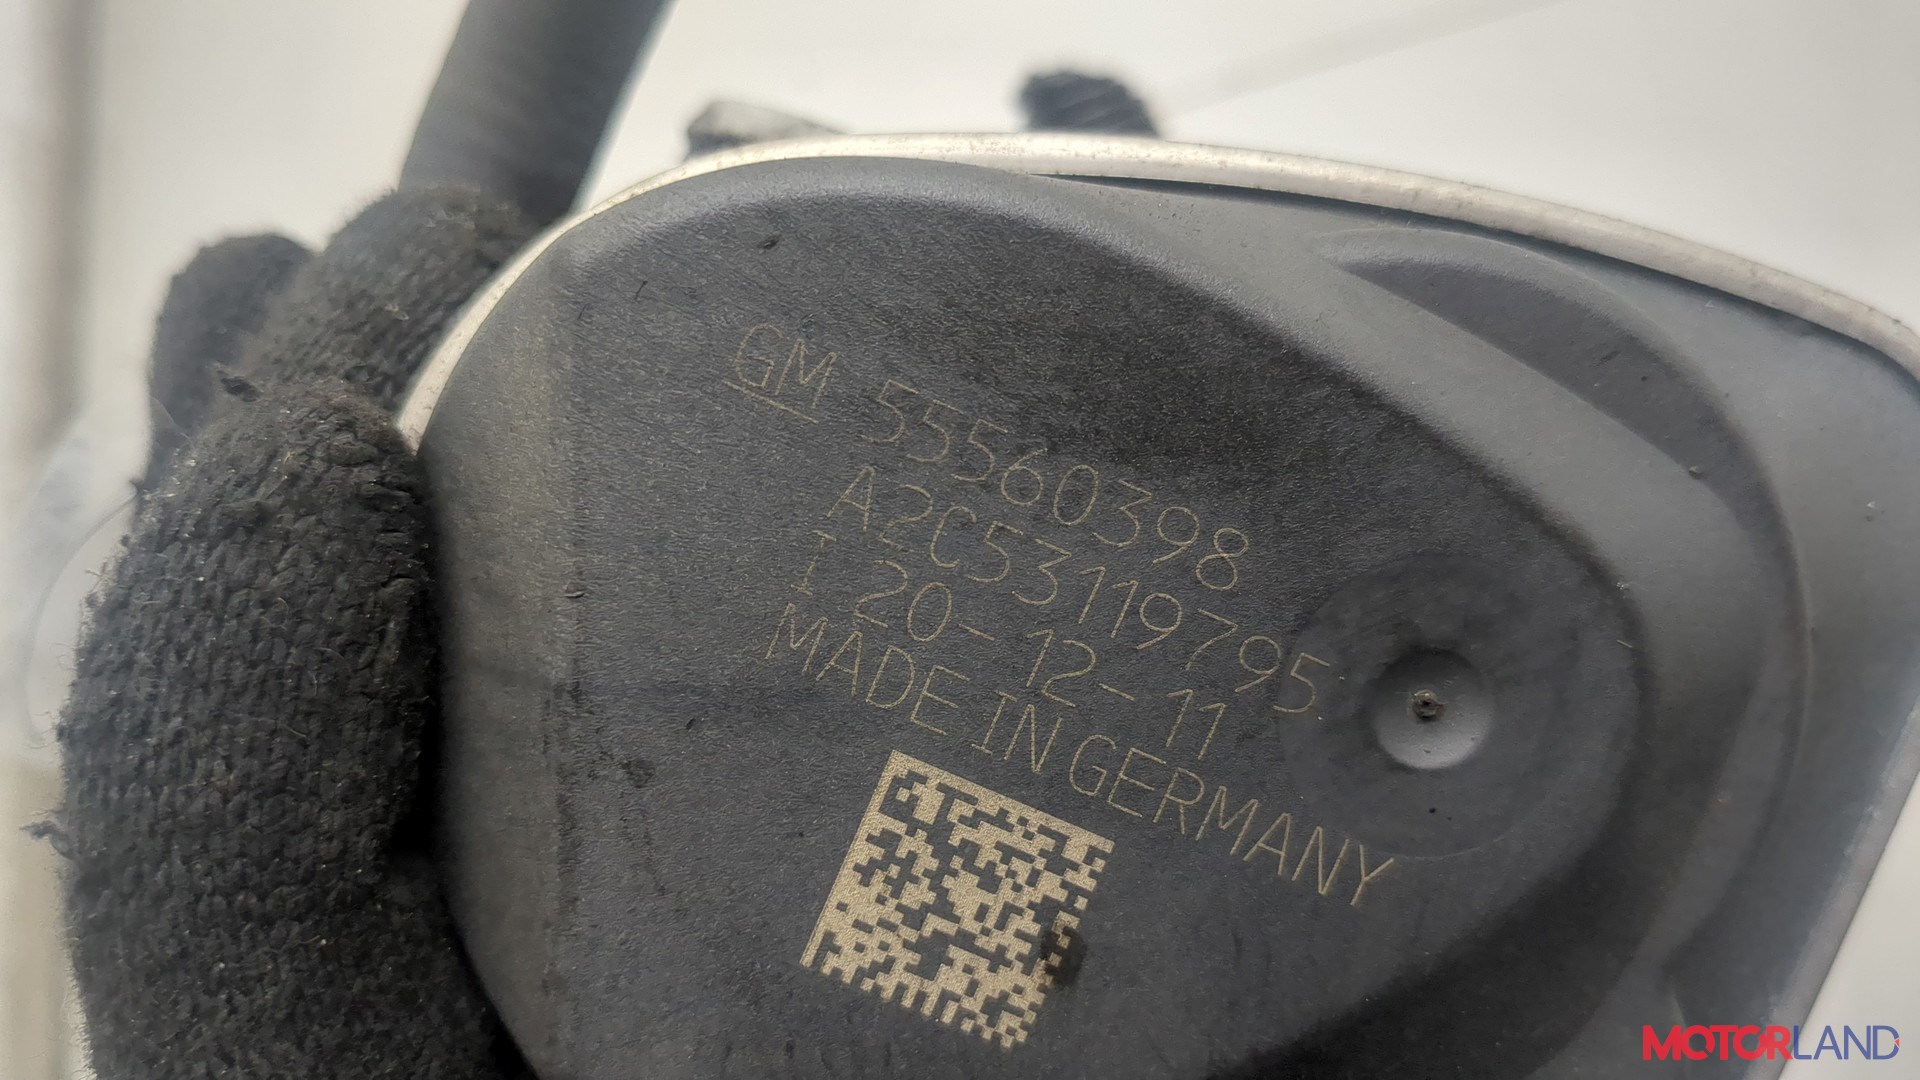 GM 55560398
A2C53119795
I 20-12-11
MADE IN GERMANY
MOTORLAND